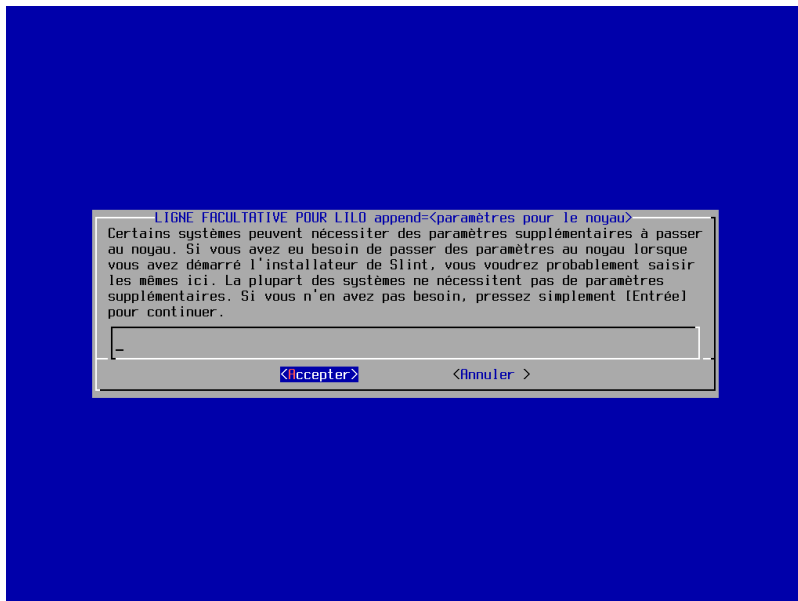 LIGNE FACULTATIVE POUR LILO append=<paramètres pour le noyau>
Certains systèmes peuvent nécessiter des paramètres supplémentaires à passer
au noyau. Si vous avez eu besoin de passer des paramètres au noyau lorsque
vous avez démarré l'installateur de Slint, vous voudrez probablement saisir
les mêmes ici. La plupart des systèmes ne nécessitent pas de paramètres
supplémentaires. Si vous n'en avez pas besoin, pressez simplement [Entrée]
pour continuer.
<Accepter> <Annuler >